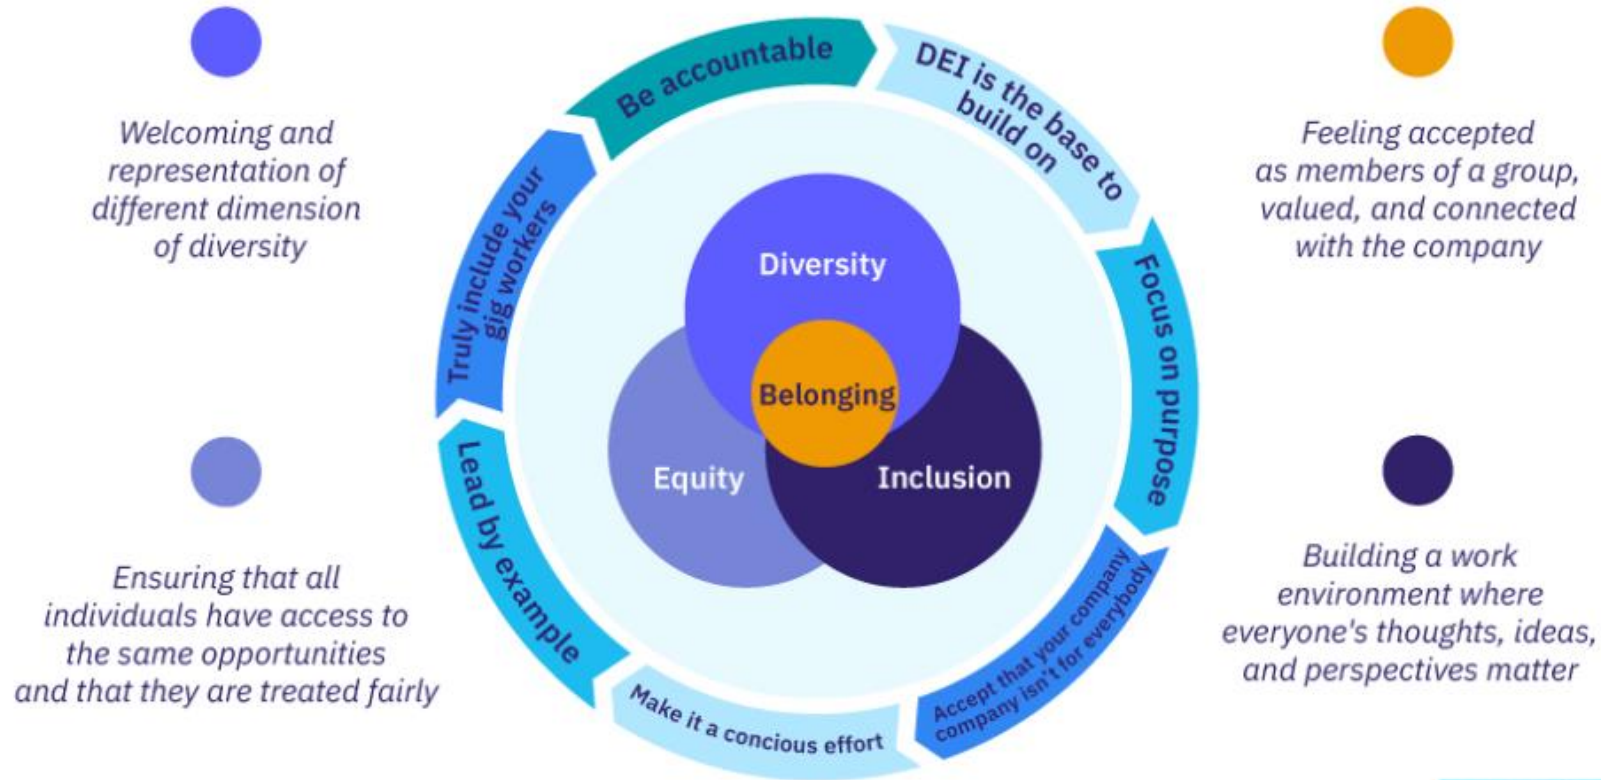 Welcoming and
representation of
different dimension
of diversity
Ensuring that all
individuals have access to
the same opportunities
and that they are treated fairly
Be accountable
DEI is the base to
build on
Focus on purpose
Accept that your company
company isn't for everybody
Make it a concious effort
Lead by example
Truly include your
gig workers
Diversity
Belonging
Equity
Inclusion
Feeling accepted
as members of a group,
valued, and connected
with the company
Building a work
environment where
everyone's thoughts, ideas,
and perspectives matter